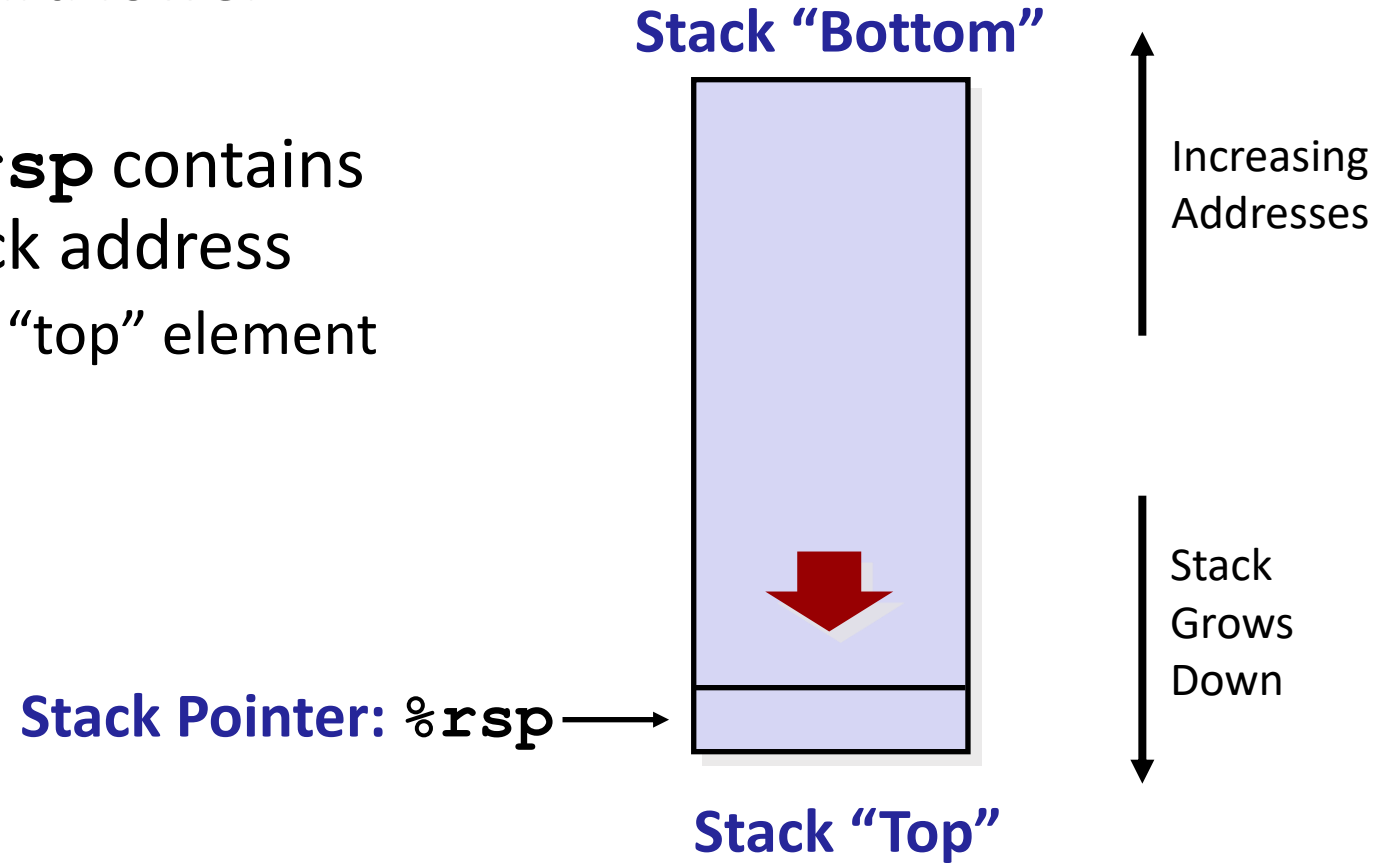 Stack “Bottom”
sp contains
ck address
“top” element
Increasing
Addresses
Stack
Grows
Down
Stack Pointer: %rsp
Stack “Top”